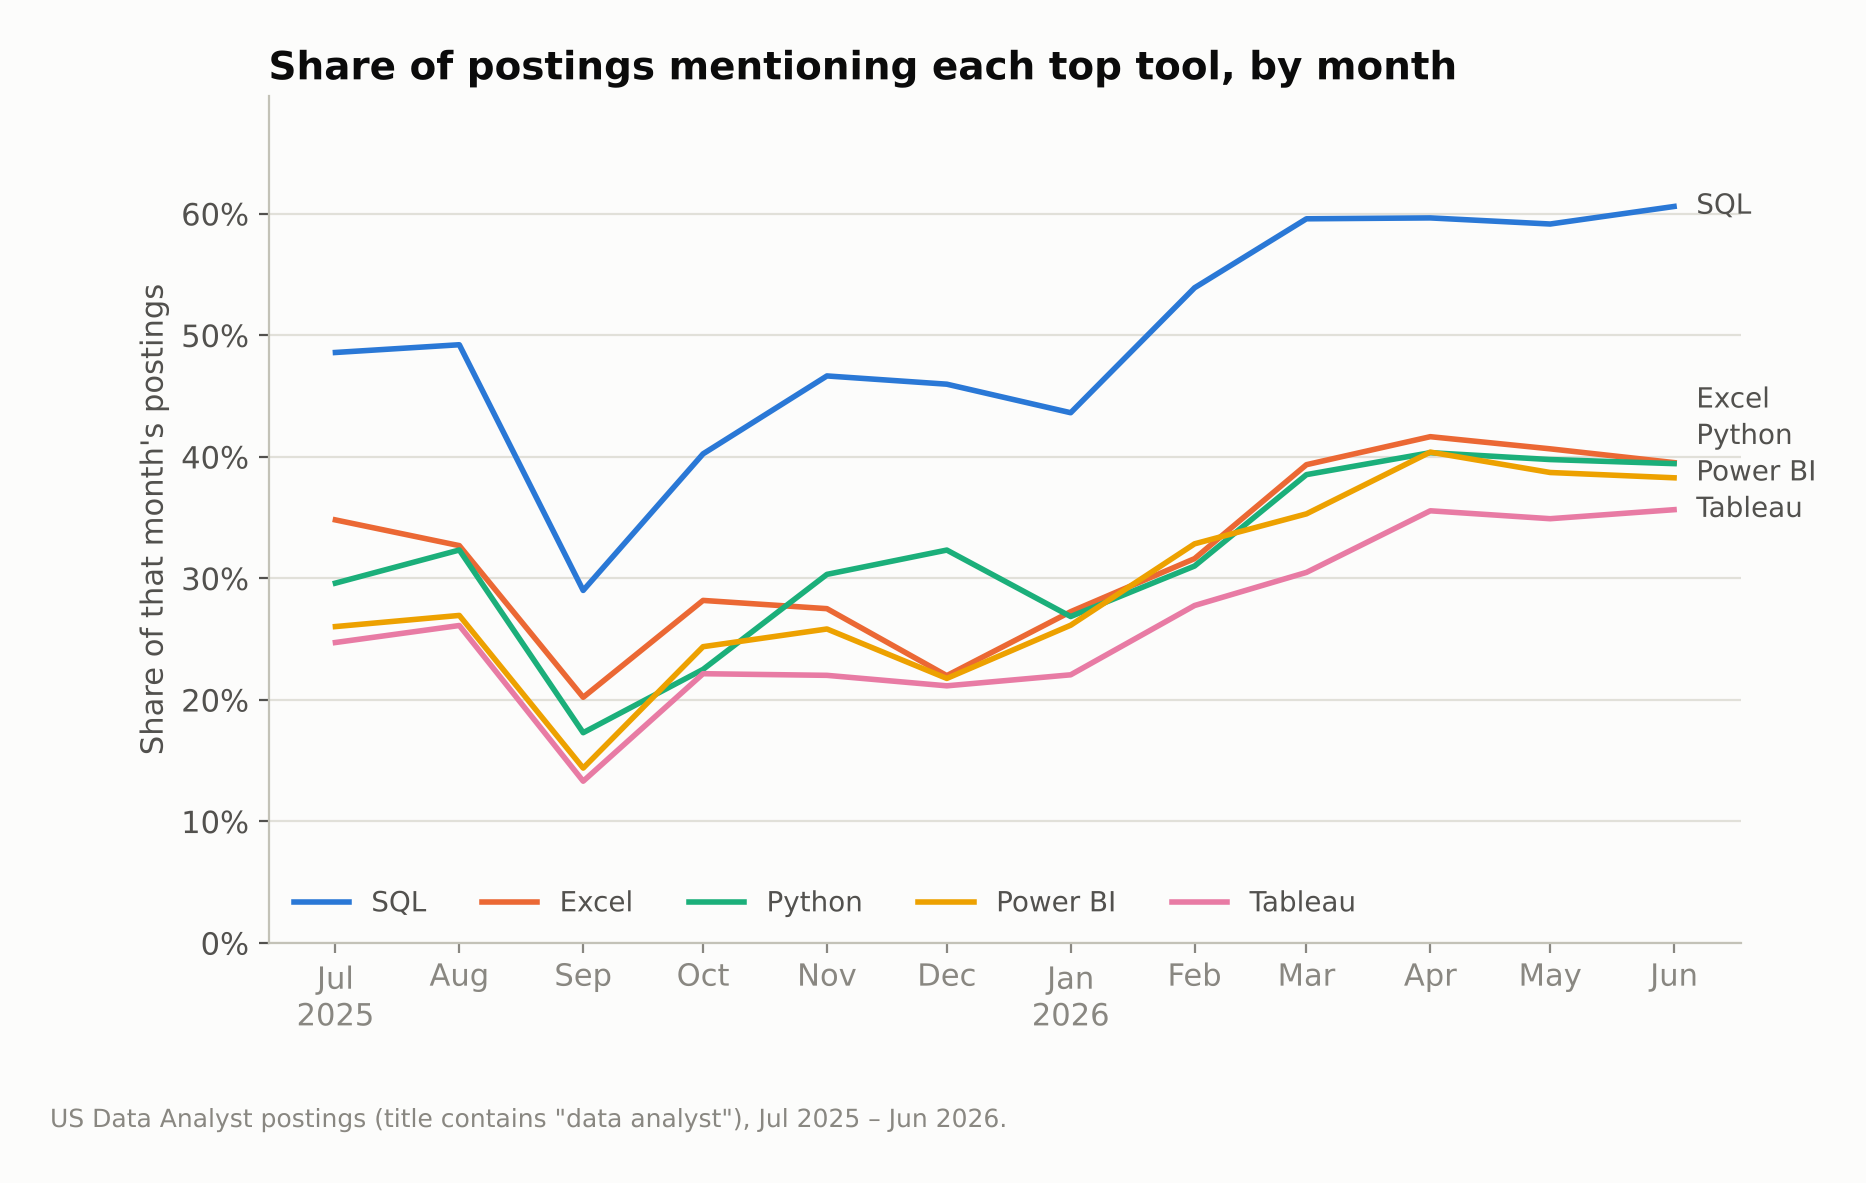 Share of postings mentioning each top tool, by month
Share of that month's postings
60%
50%
40%
30%
20%
10%
0%
SQL
Excel
Python
Power BI
Tableau
SQL Excel Python Power BI Tableau
Jul Aug Sep Oct Nov Dec Jan Feb Mar Apr May Jun
2025 2026
US Data Analyst postings (title contains "data analyst"), Jul 2025 – Jun 2026.